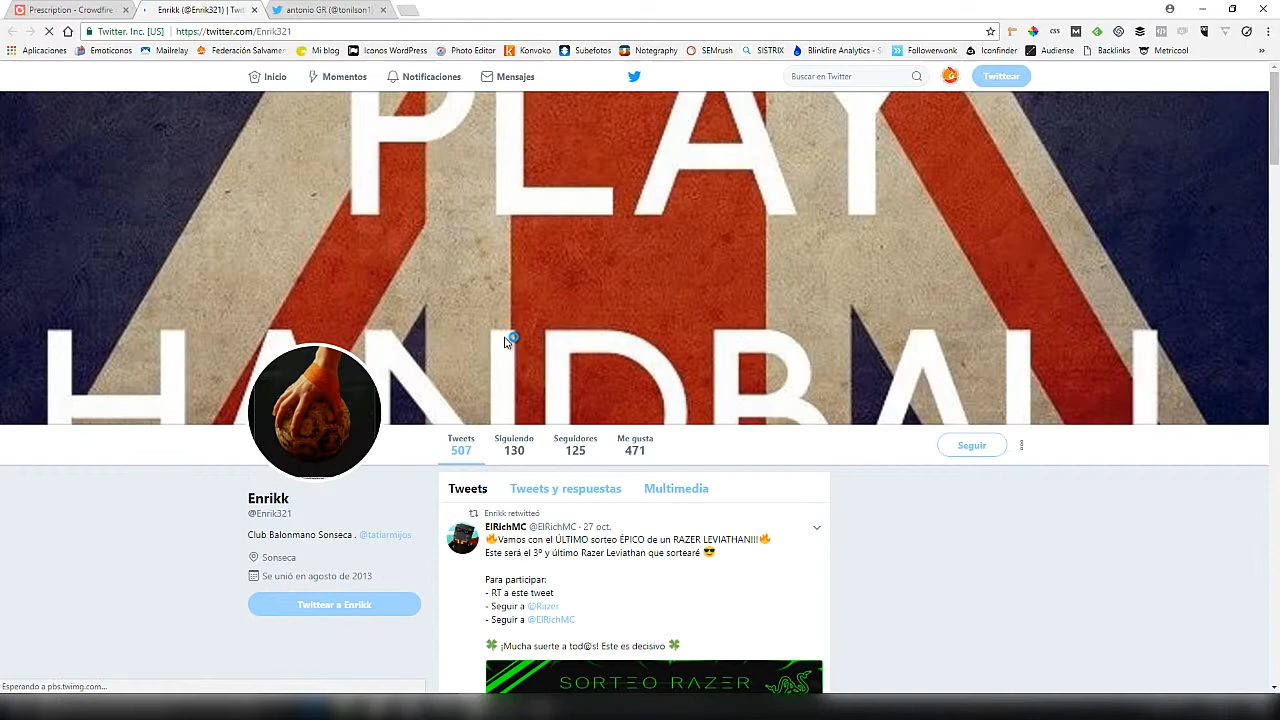 Prescription - Crowdfire
Enrikk (@Enrik321) | Twit
antonio GR (@tonilson1
Twitter, Inc. [US]
https://twitter.com/Enrik321
Aplicaciones
Emoticonos
Mailrelay
Federación Salvame
Mi blog
Iconos WordPress
Photo Editor
Konvoko
Subefotos
Notegraphy
SEMrush
SISTRIX
Blinkfire Analytics - S
Followerwonk
Iconfinder
Audiense
Backlinks
Metricool
»
Inicio
Momentos
Notificaciones
Mensajes
Buscar en Twitter
Twittear
PLAY
HANDBALL
Tweets
507
Siguiendo
130
Seguidores
125
Me gusta
471
Seguir
Enrikk
@Enrik321
Club Balonmano Sonseca . @tatiarmijos
Sonseca
Se unió en agosto de 2013
Twittear a Enrikk
Tweets
Tweets y respuestas
Multimedia
Enrikk retwitteó
ElRichMC @ElRichMC · 27 oct.
🔥Vamos con el ÚLTIMO sorteo ÉPICO de un RAZER LEVIATHAN!!!🔥
Este será el 3º y último Razer Leviathan que sortearé 😎
Para participar:
- RT a este tweet
- Seguir a @Razer
- Seguir a @ElRichMC
🍀 ¡Mucha suerte a tod@s! Este es decisivo 🍀
SORTEO RAZER
Esperando a pbs.twimg.com...